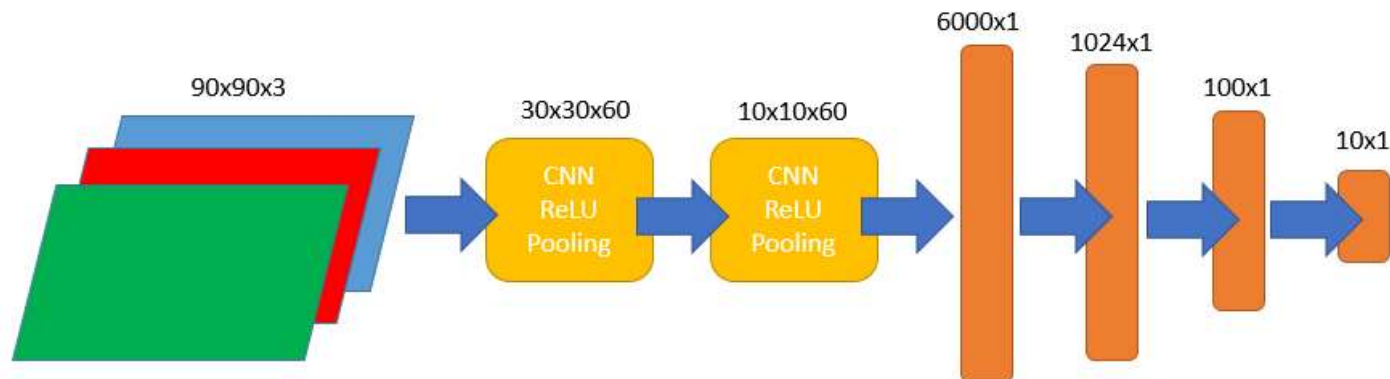 90x90x3
30x30x60
CNN
ReLU
Pooling
10x10x60
CNN
ReLU
Pooling
6000x1
1024x1
100x1
10x1